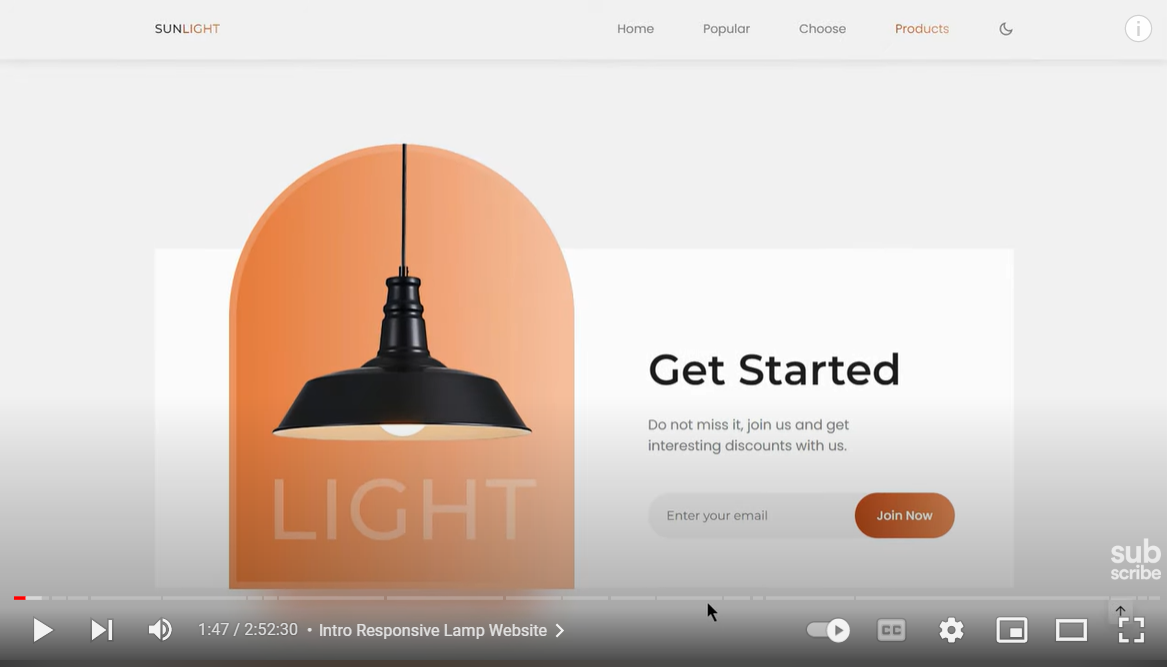 SUNLIGHT
Home
Popular
Choose
Products
LIGHT
Get Started
Do not miss it, join us and get
interesting discounts with us.
Enter your email
Join Now
sub
scribe
1:47 / 2:52:30 • Intro Responsive Lamp Website
CC